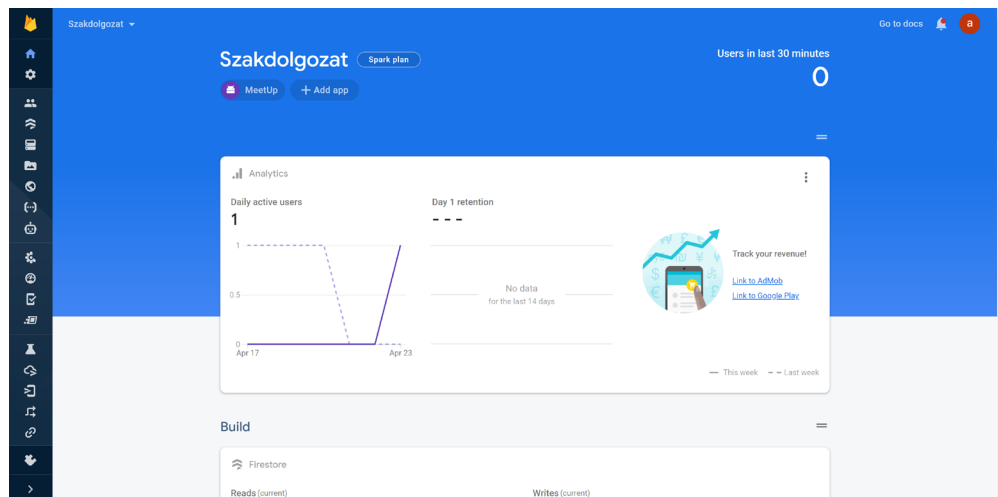 Szakdolgozat
Go to docs
a
Szakdolgozat
Spark plan
Users in last 30 minutes
0
MeetUp
+ Add app
Analytics
Daily active users
1
Day 1 retention
- - -
1
0.5
0
Apr 17
Apr 23
No data
for the last 14 days
Track your revenue!
Link to AdMob
Link to Google Play
This week
Last week
Build
Firestore
Reads (current)
Writes (current)